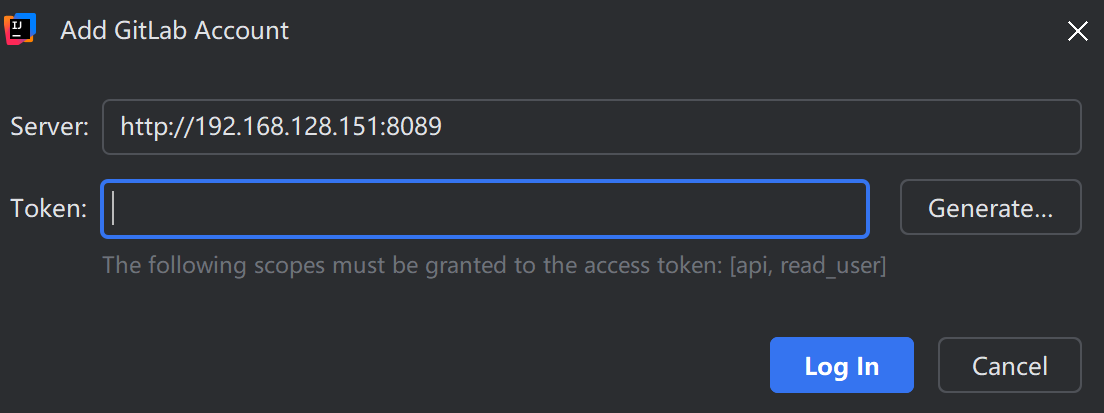 IJ
Add GitLab Account
Server: http://192.168.128.151:8089
Token: Generate...
The following scopes must be granted to the access token: [api, read_user]
Log In Cancel